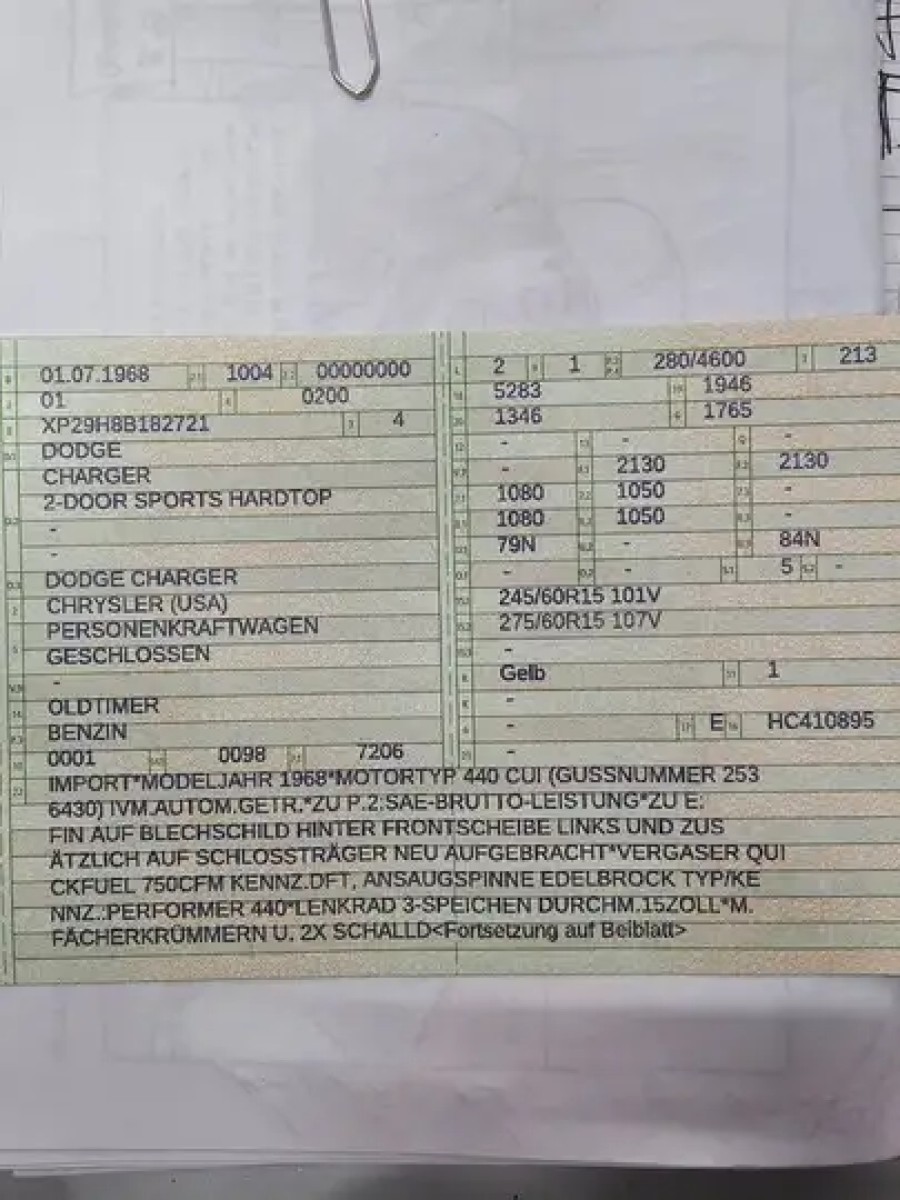 01.07.1968 1004 00000000
01 0200
XP29H8B182721 4
DODGE
CHARGER
2-DOOR SPORTS HARDTOP
-
-
DODGE CHARGER
CHRYSLER (USA)
PERSONENKRAFTWAGEN
GESCHLOSSEN
-
OLDTIMER
BENZIN
0001 0098 7206
2 1 280/4600 213
5283 1946
1346 1765
- - -
- 2130 2130
1080 1050 -
1080 1050 -
79N - 84N
- - 5 -
245/60R15 101V
275/60R15 107V
-
Gelb 1
-
- E HC410895
-
IMPORT*MODELJAHR 1968*MOTORTYP 440 CUI (GUSSNUMMER 253
6430) IVM.AUTOM.GETR.*ZU P.2:SAE-BRUTTO-LEISTUNG*ZU E:
FIN AUF BLECHSCHILD HINTER FRONTSCHEIBE LINKS UND ZUS
ÄTZLICH AUF SCHLOSSTRÄGER NEU AUFGEBRACHT*VERGASER QUI
CKFUEL 750CFM KENNZ.DFT, ANSAUGSPINNE EDELBROCK TYP/KE
NNZ.:PERFORMER 440*LENKRAD 3-SPEICHEN DURCHM.15ZOLL*M.
FÄCHERKRÜMMERN U. 2X SCHALLD<Fortsetzung auf Beiblatt>